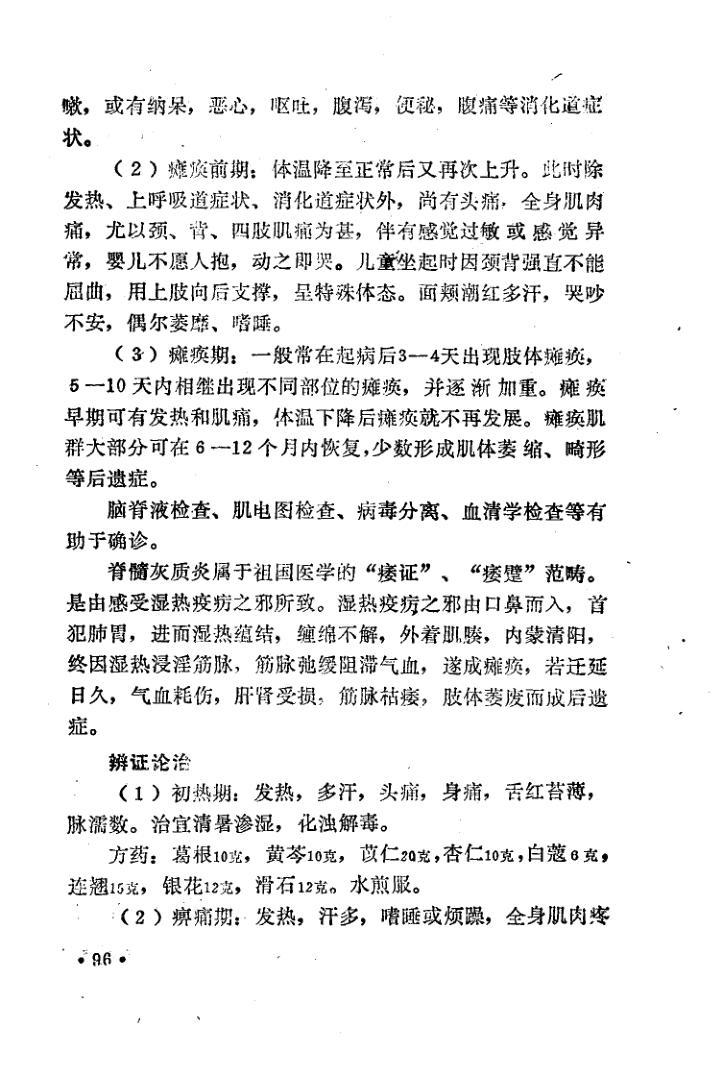 嗽，或有纳呆，恶心，呕吐，腹泻，便秘，腹痛等消化道症
状。
（2）瘫痪前期：体温降至正常后又再次上升。此时除
发热、上呼吸道症状、消化道症状外，尚有头痛，全身肌肉
痛，尤以颈、背、四肢肌痛为甚，伴有感觉过敏或感觉异
常，婴儿不愿人抱，动之即哭。儿童坐起时因颈背强直不能
屈曲，用上肢向后支撑，呈特殊体态。面颊潮红多汗，哭吵
不安，偶尔萎靡、嗜睡。
（3）瘫痪期：一般常在起病后3—4天出现肢体瘫痪，
5—10天内相继出现不同部位的瘫痪，并逐渐加重。瘫痪
早期可有发热和肌痛，体温下降后瘫痪就不再发展。瘫痪肌
群大部分可在6—12个月内恢复，少数形成肌体萎缩、畸形
等后遗症。
脑脊液检查、肌电图检查、病毒分离、血清学检查等有
助于确诊。
脊髓灰质炎属于祖国医学的“痿证”、“痿躄”范畴。
是由感受湿热疫疠之邪所致。湿热疫疠之邪由口鼻而入，首
犯肺胃，进而湿热蕴结，缠绵不解，外着肌腠，内蒙清阳，
终因湿热浸淫筋脉，筋脉弛缓阻滞气血，遂成瘫痪，若迁延
日久，气血耗伤，肝肾受损，筋脉枯痿，肢体萎废而成后遗
症。
辨证论治
（1）初热期：发热，多汗，头痛，身痛，舌红苔薄，
脉濡数。治宜清暑渗湿，化浊解毒。
方药：葛根10克，黄芩10克，苡仁20克，杏仁10克，白蔻6克，
连翘15克，银花12克，滑石12克。水煎服。
（2）痹痛期：发热，汗多，嗜睡或烦躁，全身肌肉疼
•96•